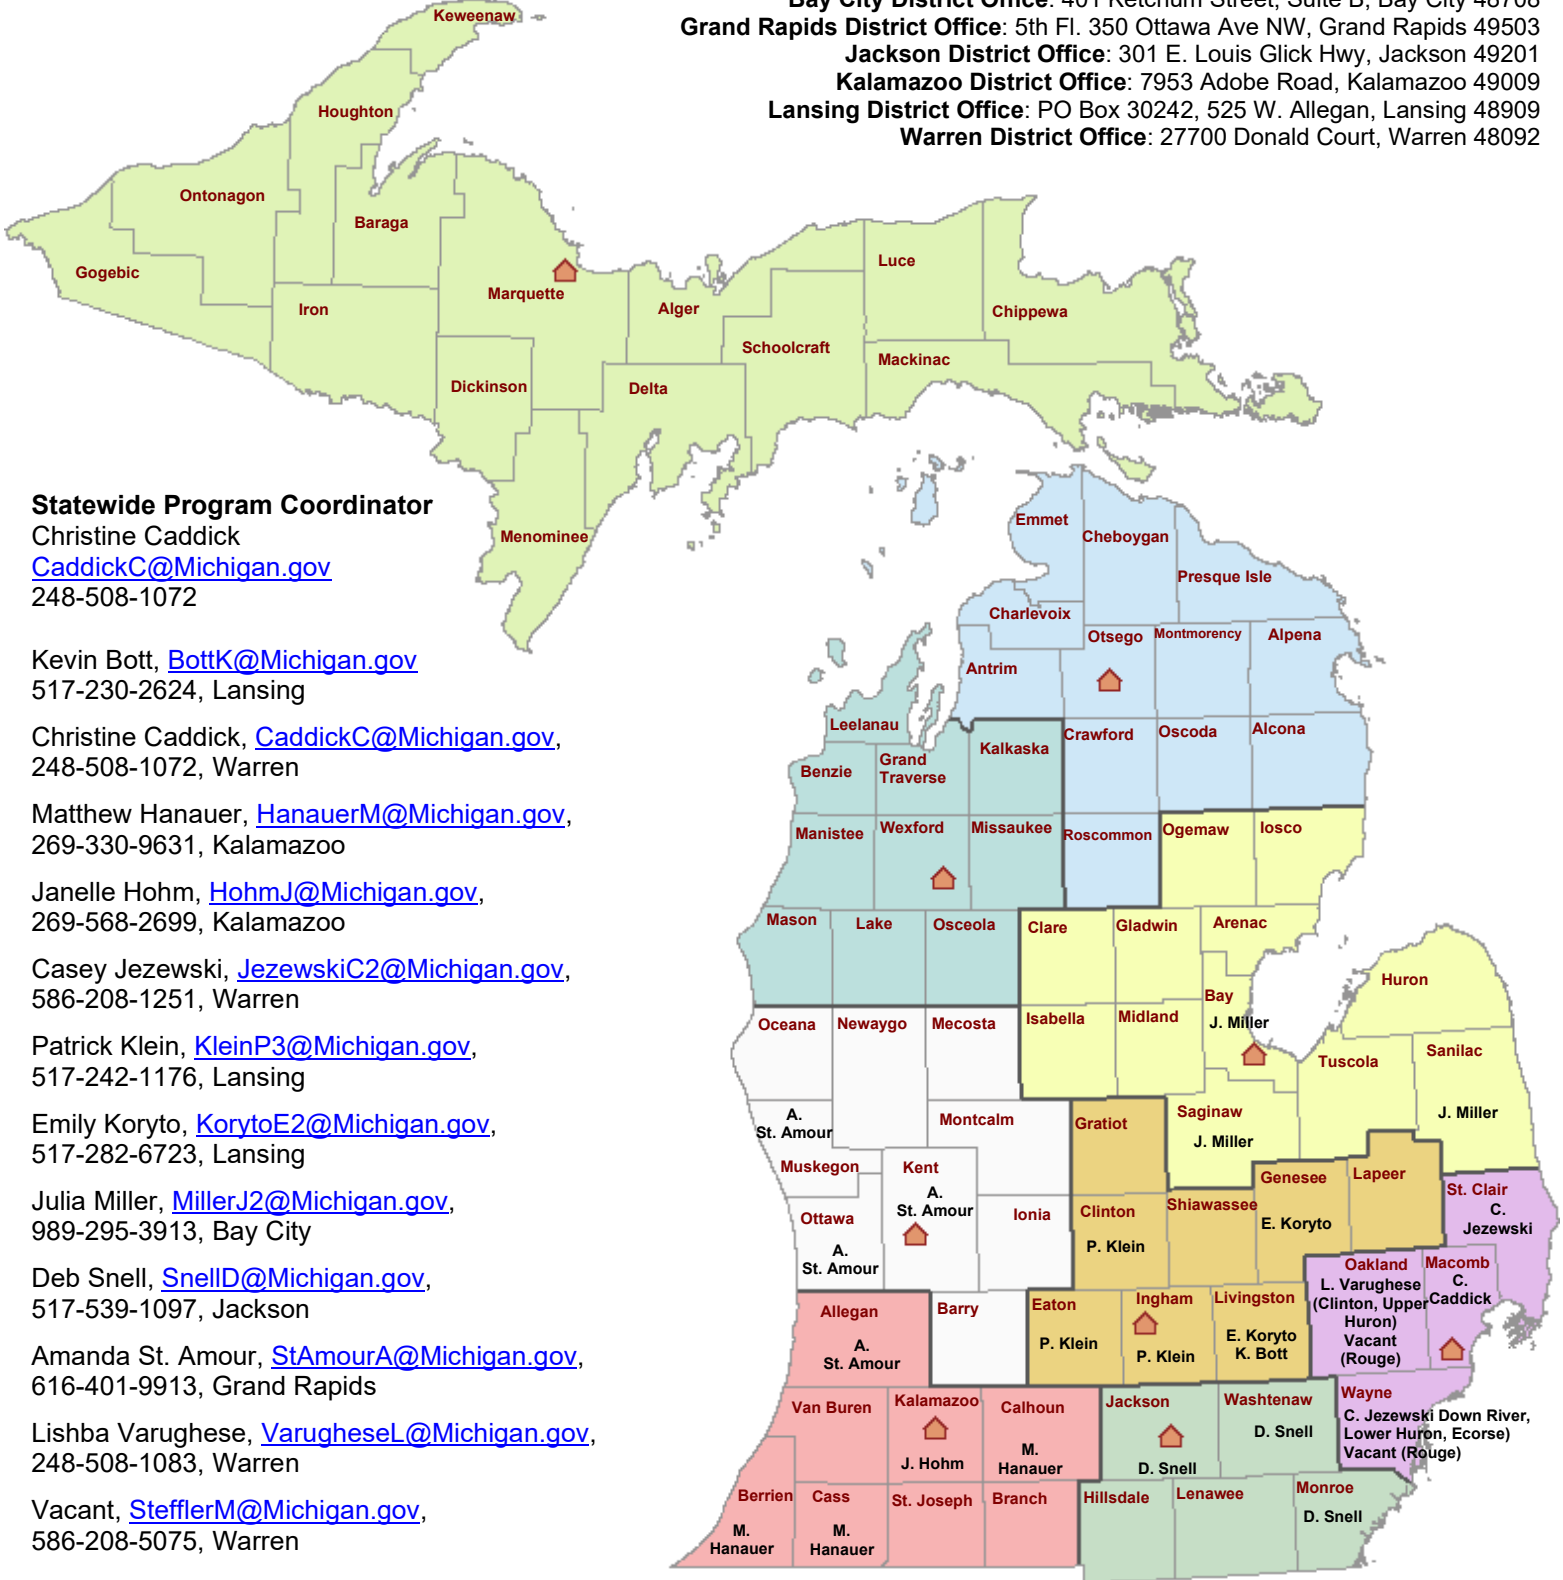 Bay City District Office: 401 Ketchum Street, Suite B, Bay City 48708
Grand Rapids District Office: 5th Fl. 350 Ottawa Ave NW, Grand Rapids 49503
Jackson District Office: 301 E. Louis Glick Hwy, Jackson 49201
Kalamazoo District Office: 7953 Adobe Road, Kalamazoo 49009
Lansing District Office: PO Box 30242, 525 W. Allegan, Lansing 48909
Warren District Office: 27700 Donald Court, Warren 48092
Keweenaw
Houghton
Ontonagon
Baraga
Gogebic
Iron
Marquette
Alger
Luce
Chippewa
Schoolcraft
Mackinac
Dickinson
Delta
Menominee
Statewide Program Coordinator
Christine Caddick
CaddickC@Michigan.gov
248-508-1072
Kevin Bott, BottK@Michigan.gov
517-230-2624, Lansing
Christine Caddick, CaddickC@Michigan.gov,
248-508-1072, Warren
Matthew Hanauer, HanauerM@Michigan.gov,
269-330-9631, Kalamazoo
Janelle Hohm, HohmJ@Michigan.gov,
269-568-2699, Kalamazoo
Casey Jezewski, JezewskiC2@Michigan.gov,
586-208-1251, Warren
Patrick Klein, KleinP3@Michigan.gov,
517-242-1176, Lansing
Emily Koryto, KorytoE2@Michigan.gov,
517-282-6723, Lansing
Julia Miller, MillerJ2@Michigan.gov,
989-295-3913, Bay City
Deb Snell, SnellD@Michigan.gov,
517-539-1097, Jackson
Amanda St. Amour, StAmourA@Michigan.gov,
616-401-9913, Grand Rapids
Lishba Varughese, VarugheseL@Michigan.gov,
248-508-1083, Warren
Vacant, StefflerM@Michigan.gov,
586-208-5075, Warren
Emmet
Cheboygan
Presque Isle
Charlevoix
Otsego
Montmorency
Alpena
Antrim
Leelanau
Kalkaska
Crawford
Oscoda
Alcona
Benzie
Grand
Traverse
Manistee
Wexford
Missaukee
Roscommon
Ogemaw
Iosco
Mason
Lake
Osceola
Clare
Gladwin
Arenac
Huron
Bay
J. Miller
Oceana
Newaygo
Mecosta
Isabella
Midland
Tuscola
Sanilac
J. Miller
A.
St. Amour
Muskegon
Montcalm
Gratiot
Saginaw
J. Miller
Kent
A.
St. Amour
Ottawa
A.
St. Amour
Ionia
Clinton
P. Klein
Shiawassee
Genesee
E. Koryto
Lapeer
St. Clair
C.
Jezewski
Oakland
L. Varughese
(Clinton, Upper
Huron)
Vacant
(Rouge)
Macomb
C.
Caddick
Allegan
A.
St. Amour
Barry
Eaton
P. Klein
Ingham
P. Klein
Livingston
E. Koryto
K. Bott
Van Buren
Kalamazoo
J. Hohm
Calhoun
M.
Hanauer
Jackson
D. Snell
Washtenaw
D. Snell
Wayne
C. Jezewski Down River,
Lower Huron, Ecorse)
Vacant (Rouge)
Berrien
M.
Hanauer
Cass
M.
Hanauer
St. Joseph
Branch
Hillsdale
Lenawee
Monroe
D. Snell